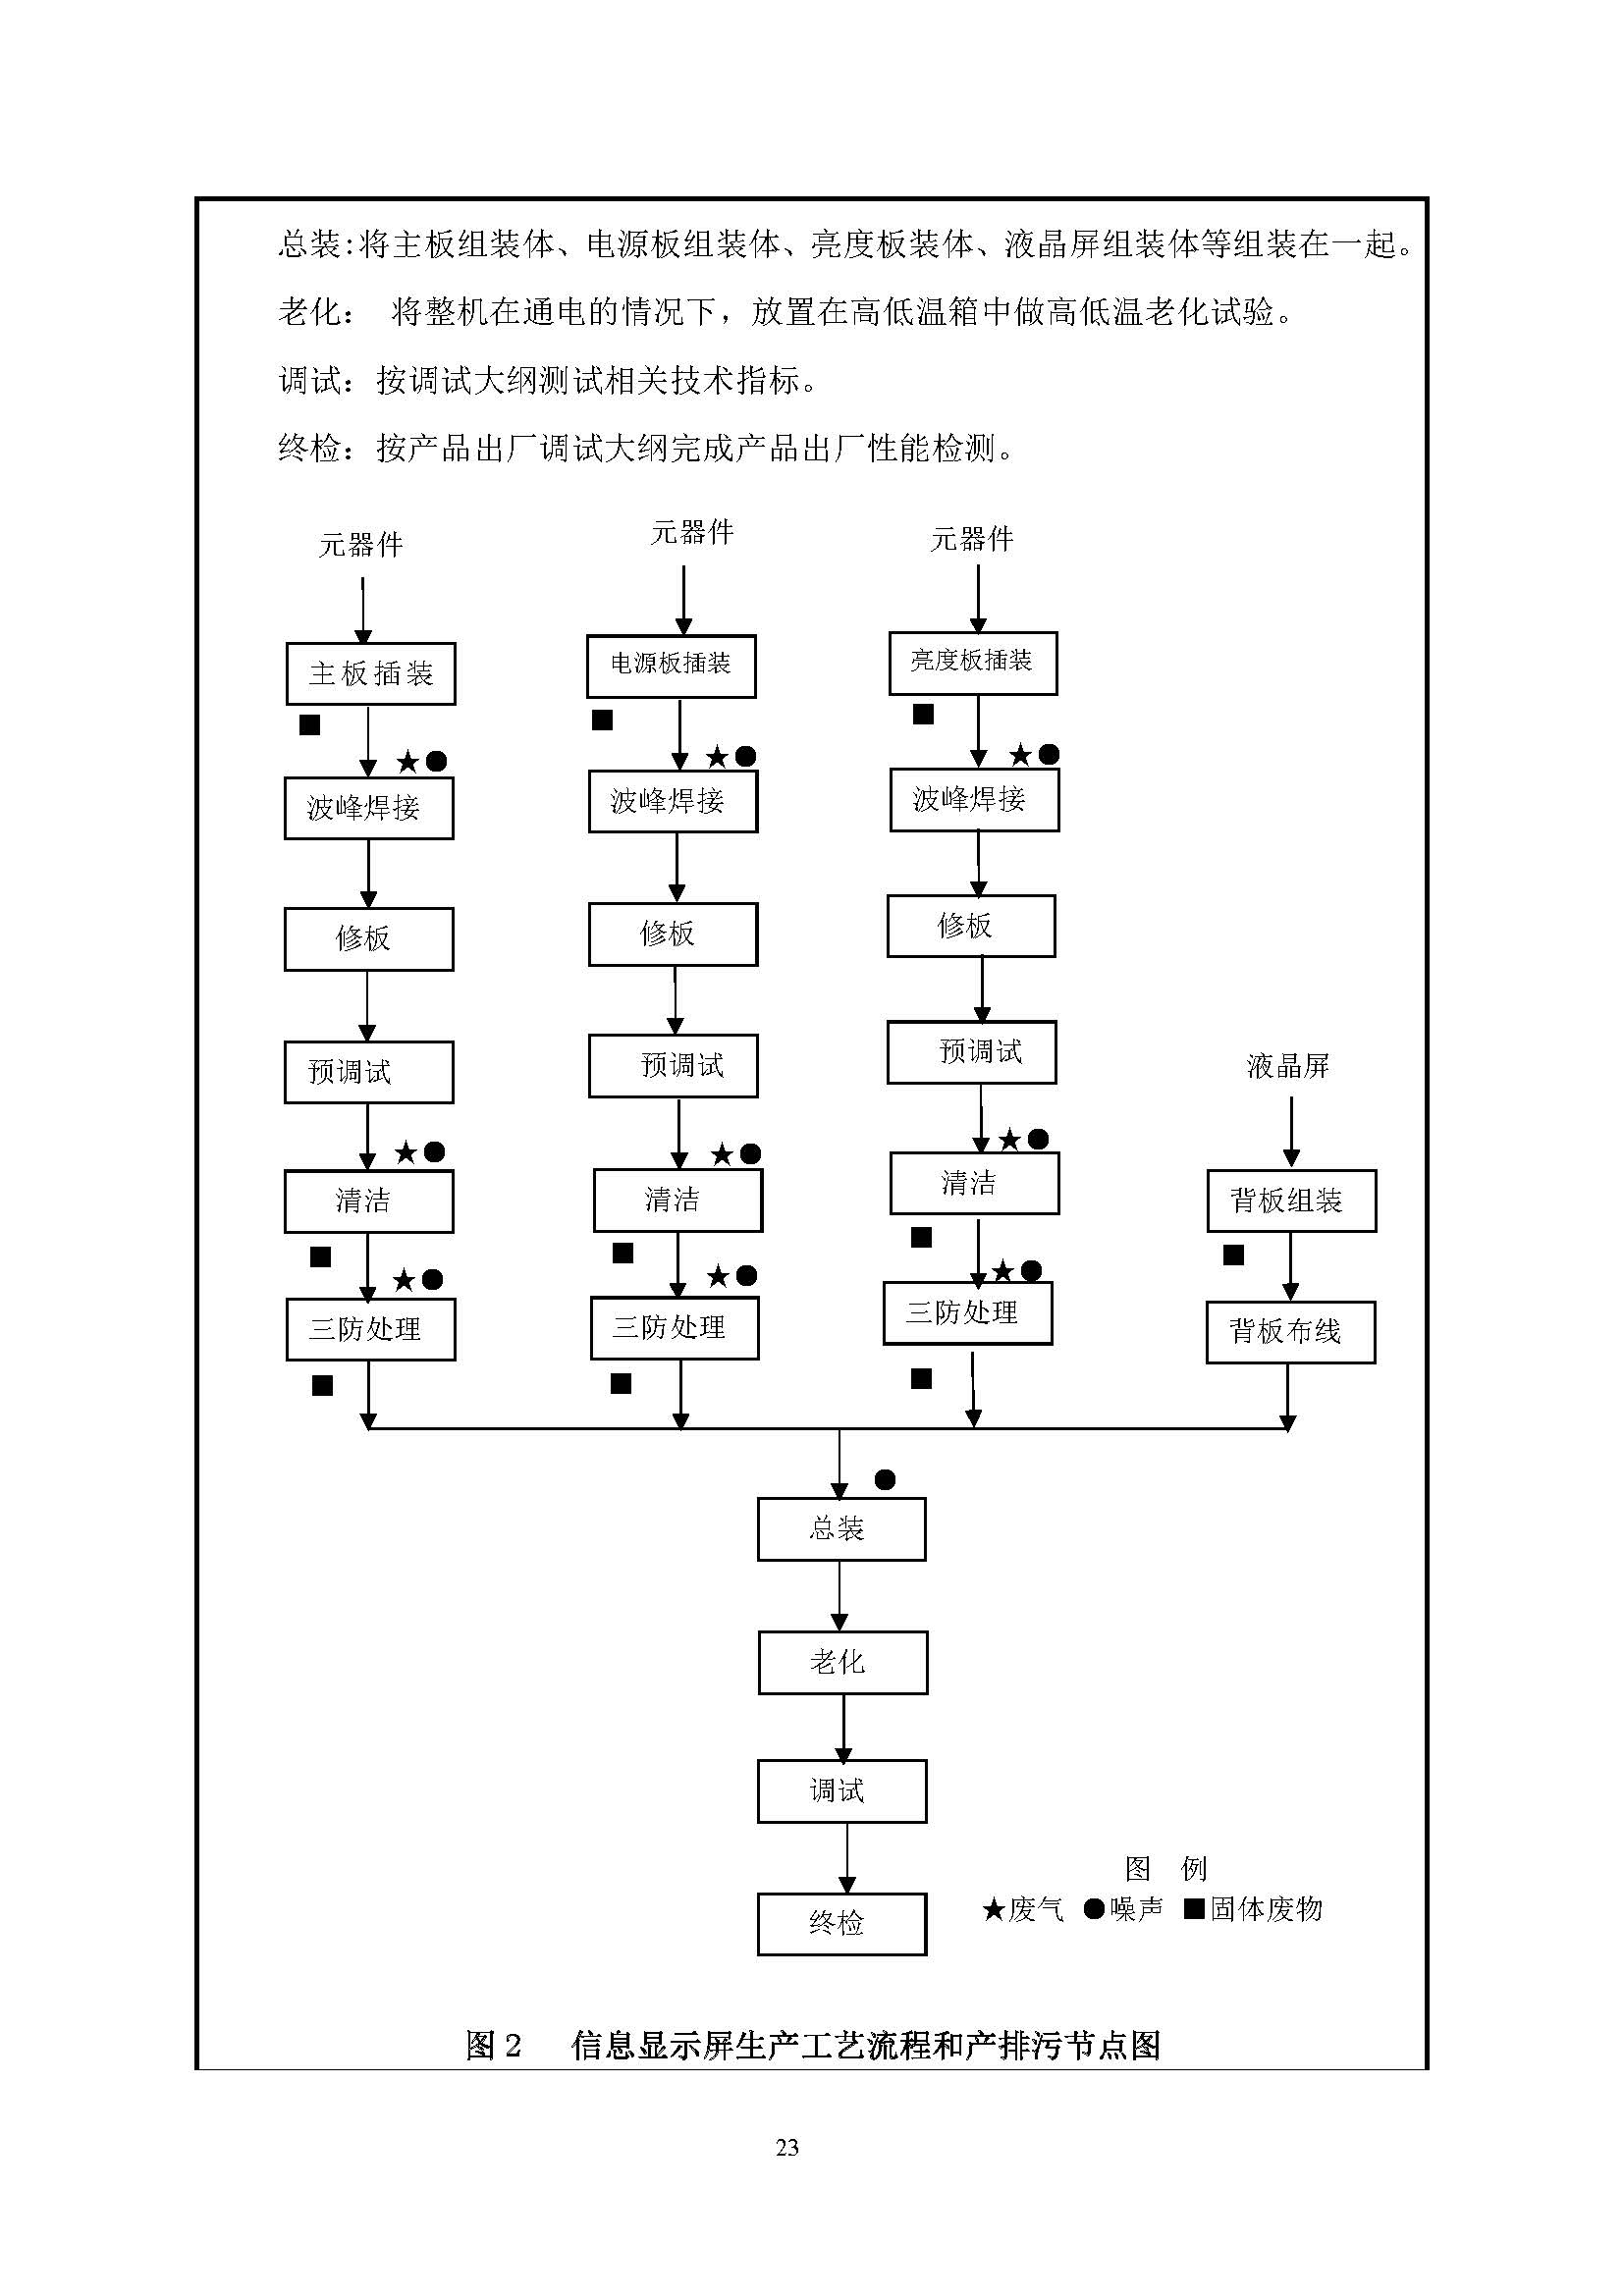 总装:将主板组装体、电源板组装体、亮度板装体、液晶屏组装体等组装在一起。
老化： 将整机在通电的情况下，放置在高低温箱中做高低温老化试验。
调试：按调试大纲测试相关技术指标。
终检：按产品出厂调试大纲完成产品出厂性能检测。
元器件
元器件
元器件
主板插装
电源板插装
亮度板插装
■
■
■
★●
★●
★●
波峰焊接
波峰焊接
波峰焊接
修板
修板
修板
预调试
预调试
预调试
液晶屏
★●
★●
★●
清洁
清洁
清洁
背板组装
■
■
■
■
★●
★●
★●
三防处理
三防处理
三防处理
背板布线
■
■
■
●
总装
老化
调试
图 例
★废气 ●噪声 ■固体废物
终检
图 2 信息显示屏生产工艺流程和产排污节点图
23